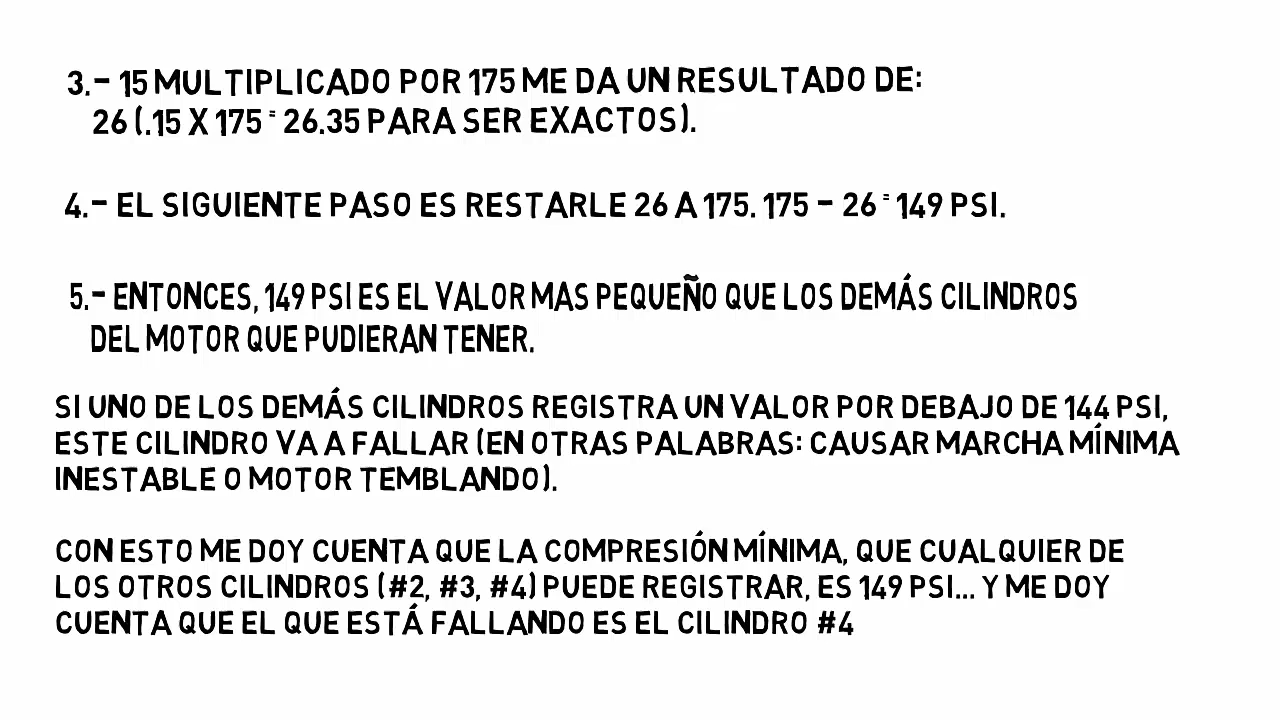 3.- 15 MULTIPLICADO POR 175 ME DA UN RESULTADO DE:
26 (.15 X 175 = 26.35 PARA SER EXACTOS).
4.- EL SIGUIENTE PASO ES RESTARLE 26 A 175. 175 - 26 = 149 PSI.
5.- ENTONCES, 149 PSI ES EL VALOR MAS PEQUEÑO QUE LOS DEMÁS CILINDROS
DEL MOTOR QUE PUDIERAN TENER.
SI UNO DE LOS DEMÁS CILINDROS REGISTRA UN VALOR POR DEBAJO DE 144 PSI,
ESTE CILINDRO VA A FALLAR (EN OTRAS PALABRAS: CAUSAR MARCHA MÍNIMA
INESTABLE O MOTOR TEMBLANDO).
CON ESTO ME DOY CUENTA QUE LA COMPRESIÓN MÍNIMA, QUE CUALQUIER DE
LOS OTROS CILINDROS (#2, #3, #4) PUEDE REGISTRAR, ES 149 PSI... Y ME DOY
CUENTA QUE EL QUE ESTÁ FALLANDO ES EL CILINDRO #4